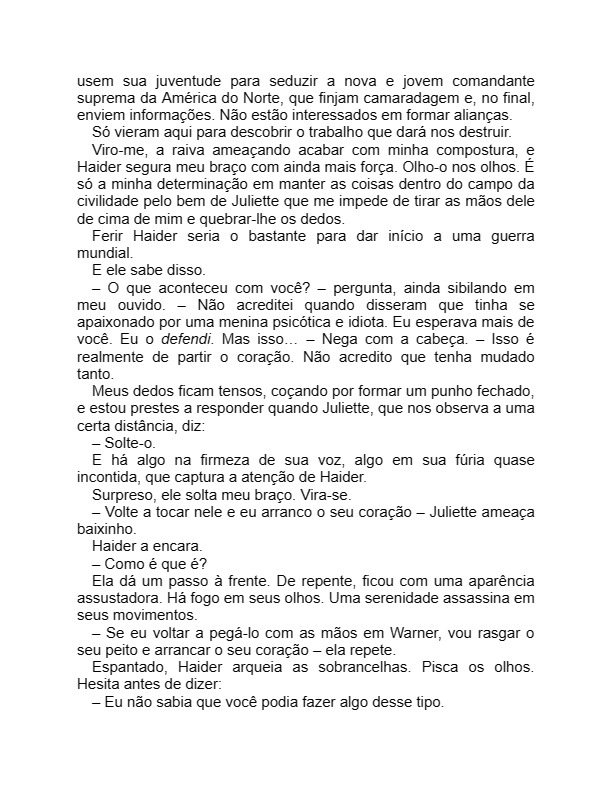 usem sua juventude para seduzir a nova e jovem comandante
suprema da América do Norte, que finjam camaradagem e, no final,
enviem informações. Não estão interessados em formar alianças.
Só vieram aqui para descobrir o trabalho que dará nos destruir.
Viro-me, a raiva ameaçando acabar com minha compostura, e
Haider segura meu braço com ainda mais força. Olho-o nos olhos. É
só a minha determinação em manter as coisas dentro do campo da
civilidade pelo bem de Juliette que me impede de tirar as mãos dele
de cima de mim e quebrar-lhe os dedos.
Ferir Haider seria o bastante para dar início a uma guerra
mundial.
E ele sabe disso.
– O que aconteceu com você? – pergunta, ainda sibilando em
meu ouvido. – Não acreditei quando disseram que tinha se
apaixonado por uma menina psicótica e idiota. Eu esperava mais de
você. Eu o defendi. Mas isso… – Nega com a cabeça. – Isso é
realmente de partir o coração. Não acredito que tenha mudado
tanto.
Meus dedos ficam tensos, coçando por formar um punho fechado,
e estou prestes a responder quando Juliette, que nos observa a uma
certa distância, diz:
– Solte-o.
E há algo na firmeza de sua voz, algo em sua fúria quase
incontida, que captura a atenção de Haider.
Surpreso, ele solta meu braço. Vira-se.
– Volte a tocar nele e eu arranco o seu coração – Juliette ameaça
baixinho.
Haider a encara.
– Como é que é?
Ela dá um passo à frente. De repente, ficou com uma aparência
assustadora. Há fogo em seus olhos. Uma serenidade assassina em
seus movimentos.
– Se eu voltar a pegá-lo com as mãos em Warner, vou rasgar o
seu peito e arrancar o seu coração – ela repete.
Espantado, Haider arqueia as sobrancelhas. Pisca os olhos.
Hesita antes de dizer:
– Eu não sabia que você podia fazer algo desse tipo.